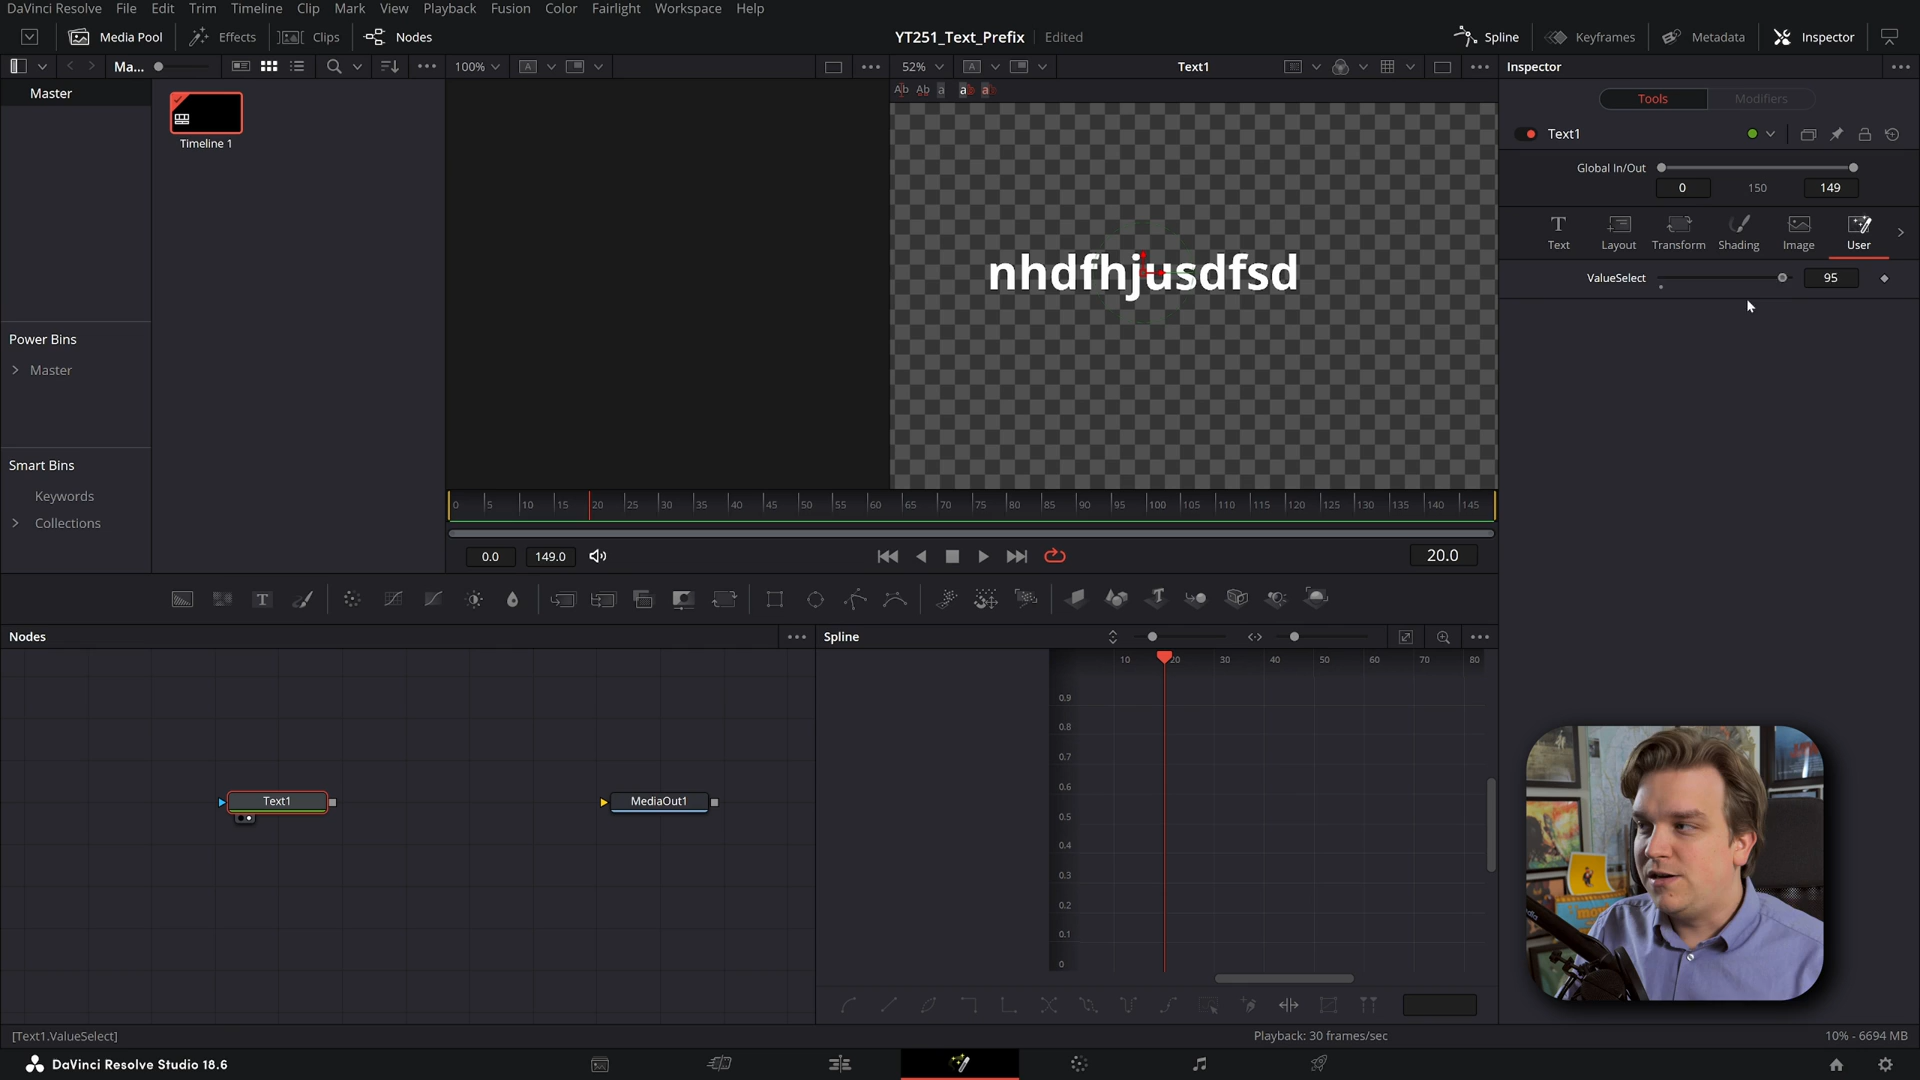 DaVinci Resolve File Edit Trim Timeline Clip Mark View Playback Fusion Color Fairlight Workspace Help
Media Pool Effects Clips Nodes YT251_Text_Prefix Edited Spline Keyframes Metadata Inspector
Ma... 100% 52% Text1 Inspector
Master
Timeline 1
Power Bins
Master
Smart Bins
Keywords
Collections
Ab Ab a a a
nhdfhjusdfsd
Tools Modifiers
Text1
Global In/Out
0 150 149
Text Layout Transform Shading Image User
ValueSelect 95
0 5 10 15 20 25 30 35 40 45 50 55 60 65 70 75 80 85 90 95 100 105 110 115 120 125 130 135 140 145
0.0 149.0 20.0
Nodes
Text1 MediaOut1
Spline
10 20 30 40 50 60 70 80
0.9
0.8
0.7
0.6
0.5
0.4
0.3
0.2
0.1
0
[Text1.ValueSelect] Playback: 30 frames/sec 10% - 6694 MB
DaVinci Resolve Studio 18.6